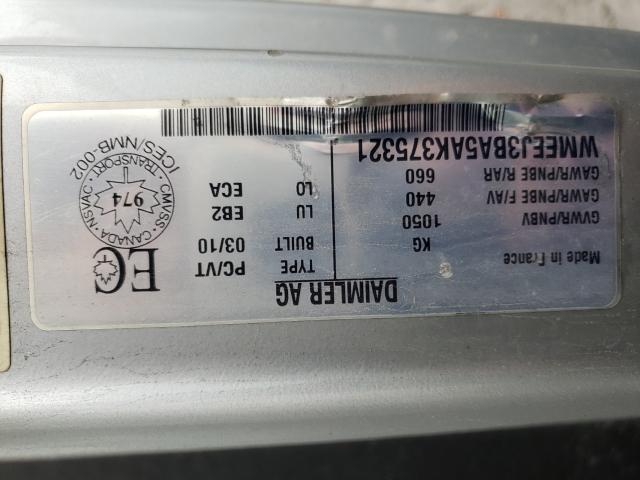 DAIMLER AG
Made in France
KG
GVWR/PNBV 1050
GAWR/PNBE F/AV 440
GAWR/PNBE R/AR 660
WMEEJ3BA5AK375321
TYPE PC/VT
BUILT 03/10
LU EB2
LO ECA
EC
TRANSPORT
974
CMVSS·CANADA·NSVAC
ICES/NMB-002